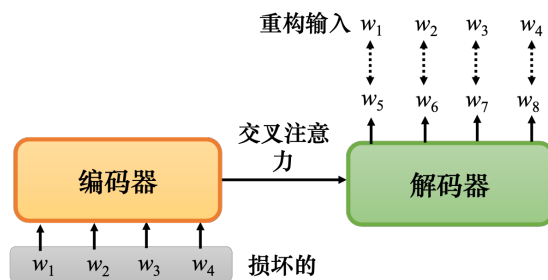 重构输入 w₁ w₂ w₃ w₄
w₅ w₆ w₇ w₈
交叉注意
力
编码器
解码器
w₁ w₂ w₃ w₄ 损坏的